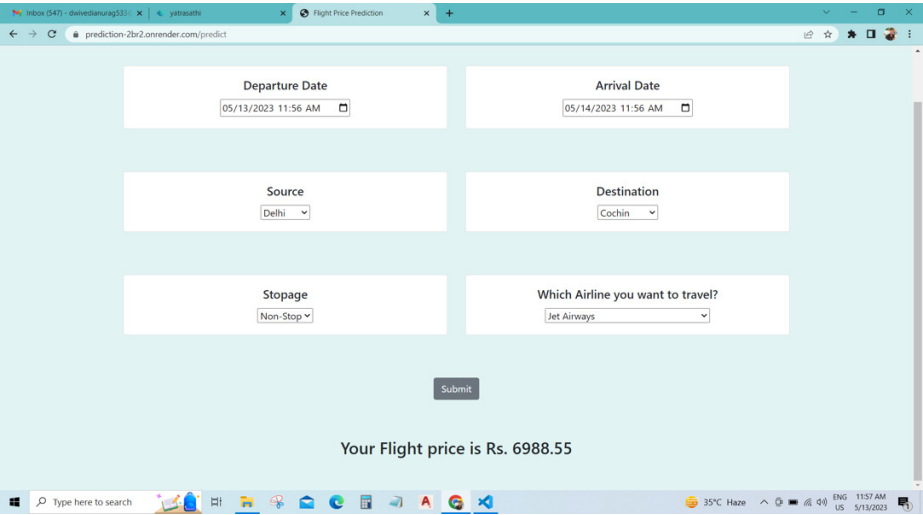 Inbox (547) - dwivedianurag533
yatrasathi
Flight Price Prediction
prediction-2br2.onrender.com/predict
Departure Date
Arrival Date
05/13/2023 11:56 AM
05/14/2023 11:56 AM
Source
Destination
Delhi
Cochin
Stopage
Which Airline you want to travel?
Non-Stop
Jet Airways
Submit
Your Flight price is Rs. 6988.55
Type here to search
35°C Haze
ENG
US
11:57 AM
5/13/2023